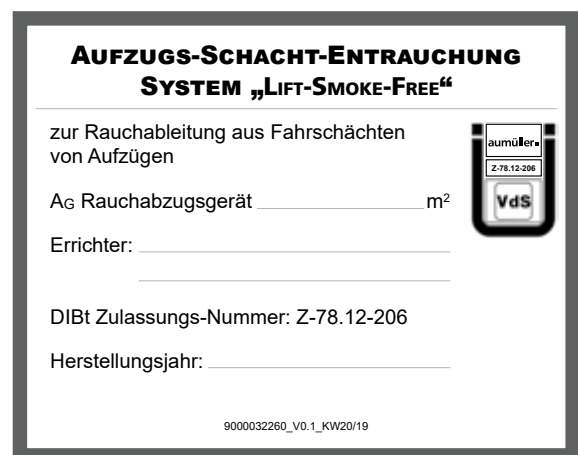 AUFZUGS-SCHACHT-ENTRAUCHUNG
SYSTEM „LIFT-SMOKE-FREE“
zur Rauchableitung aus Fahrschächten
von Aufzügen
aumüller
Z-78.12-206
VdS
AG Rauchabzugsgerät m²
Errichter:
DIBt Zulassungs-Nummer: Z-78.12-206
Herstellungsjahr:
9000032260_V0.1_KW20/19